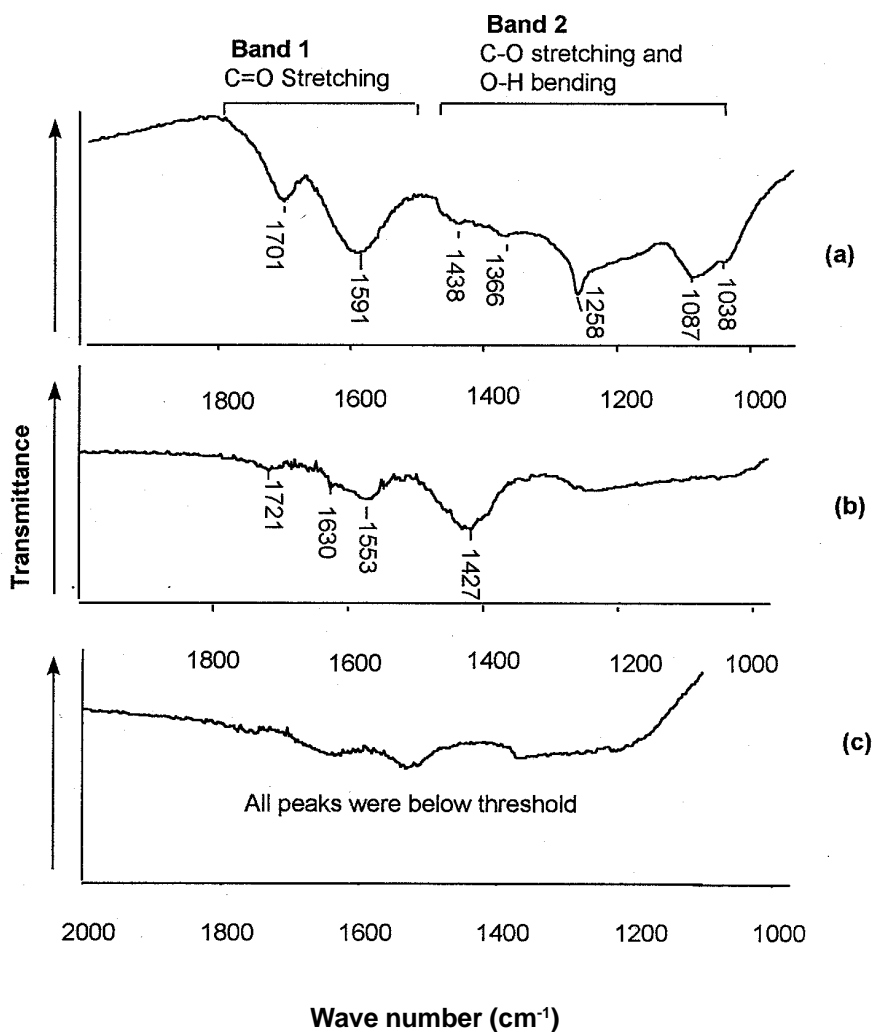 Band 1
C=O Stretching
Band 2
C-O stretching and
O-H bending
1701
1591
1438
1366
1258
1087
1038
(a)
1800 1600 1400 1200 1000
1721
1630
1553
1427
(b)
Transmittance
1800 1600 1400 1200 1000
(c)
All peaks were below threshold
2000 1800 1600 1400 1200 1000
Wave number (cm⁻¹)